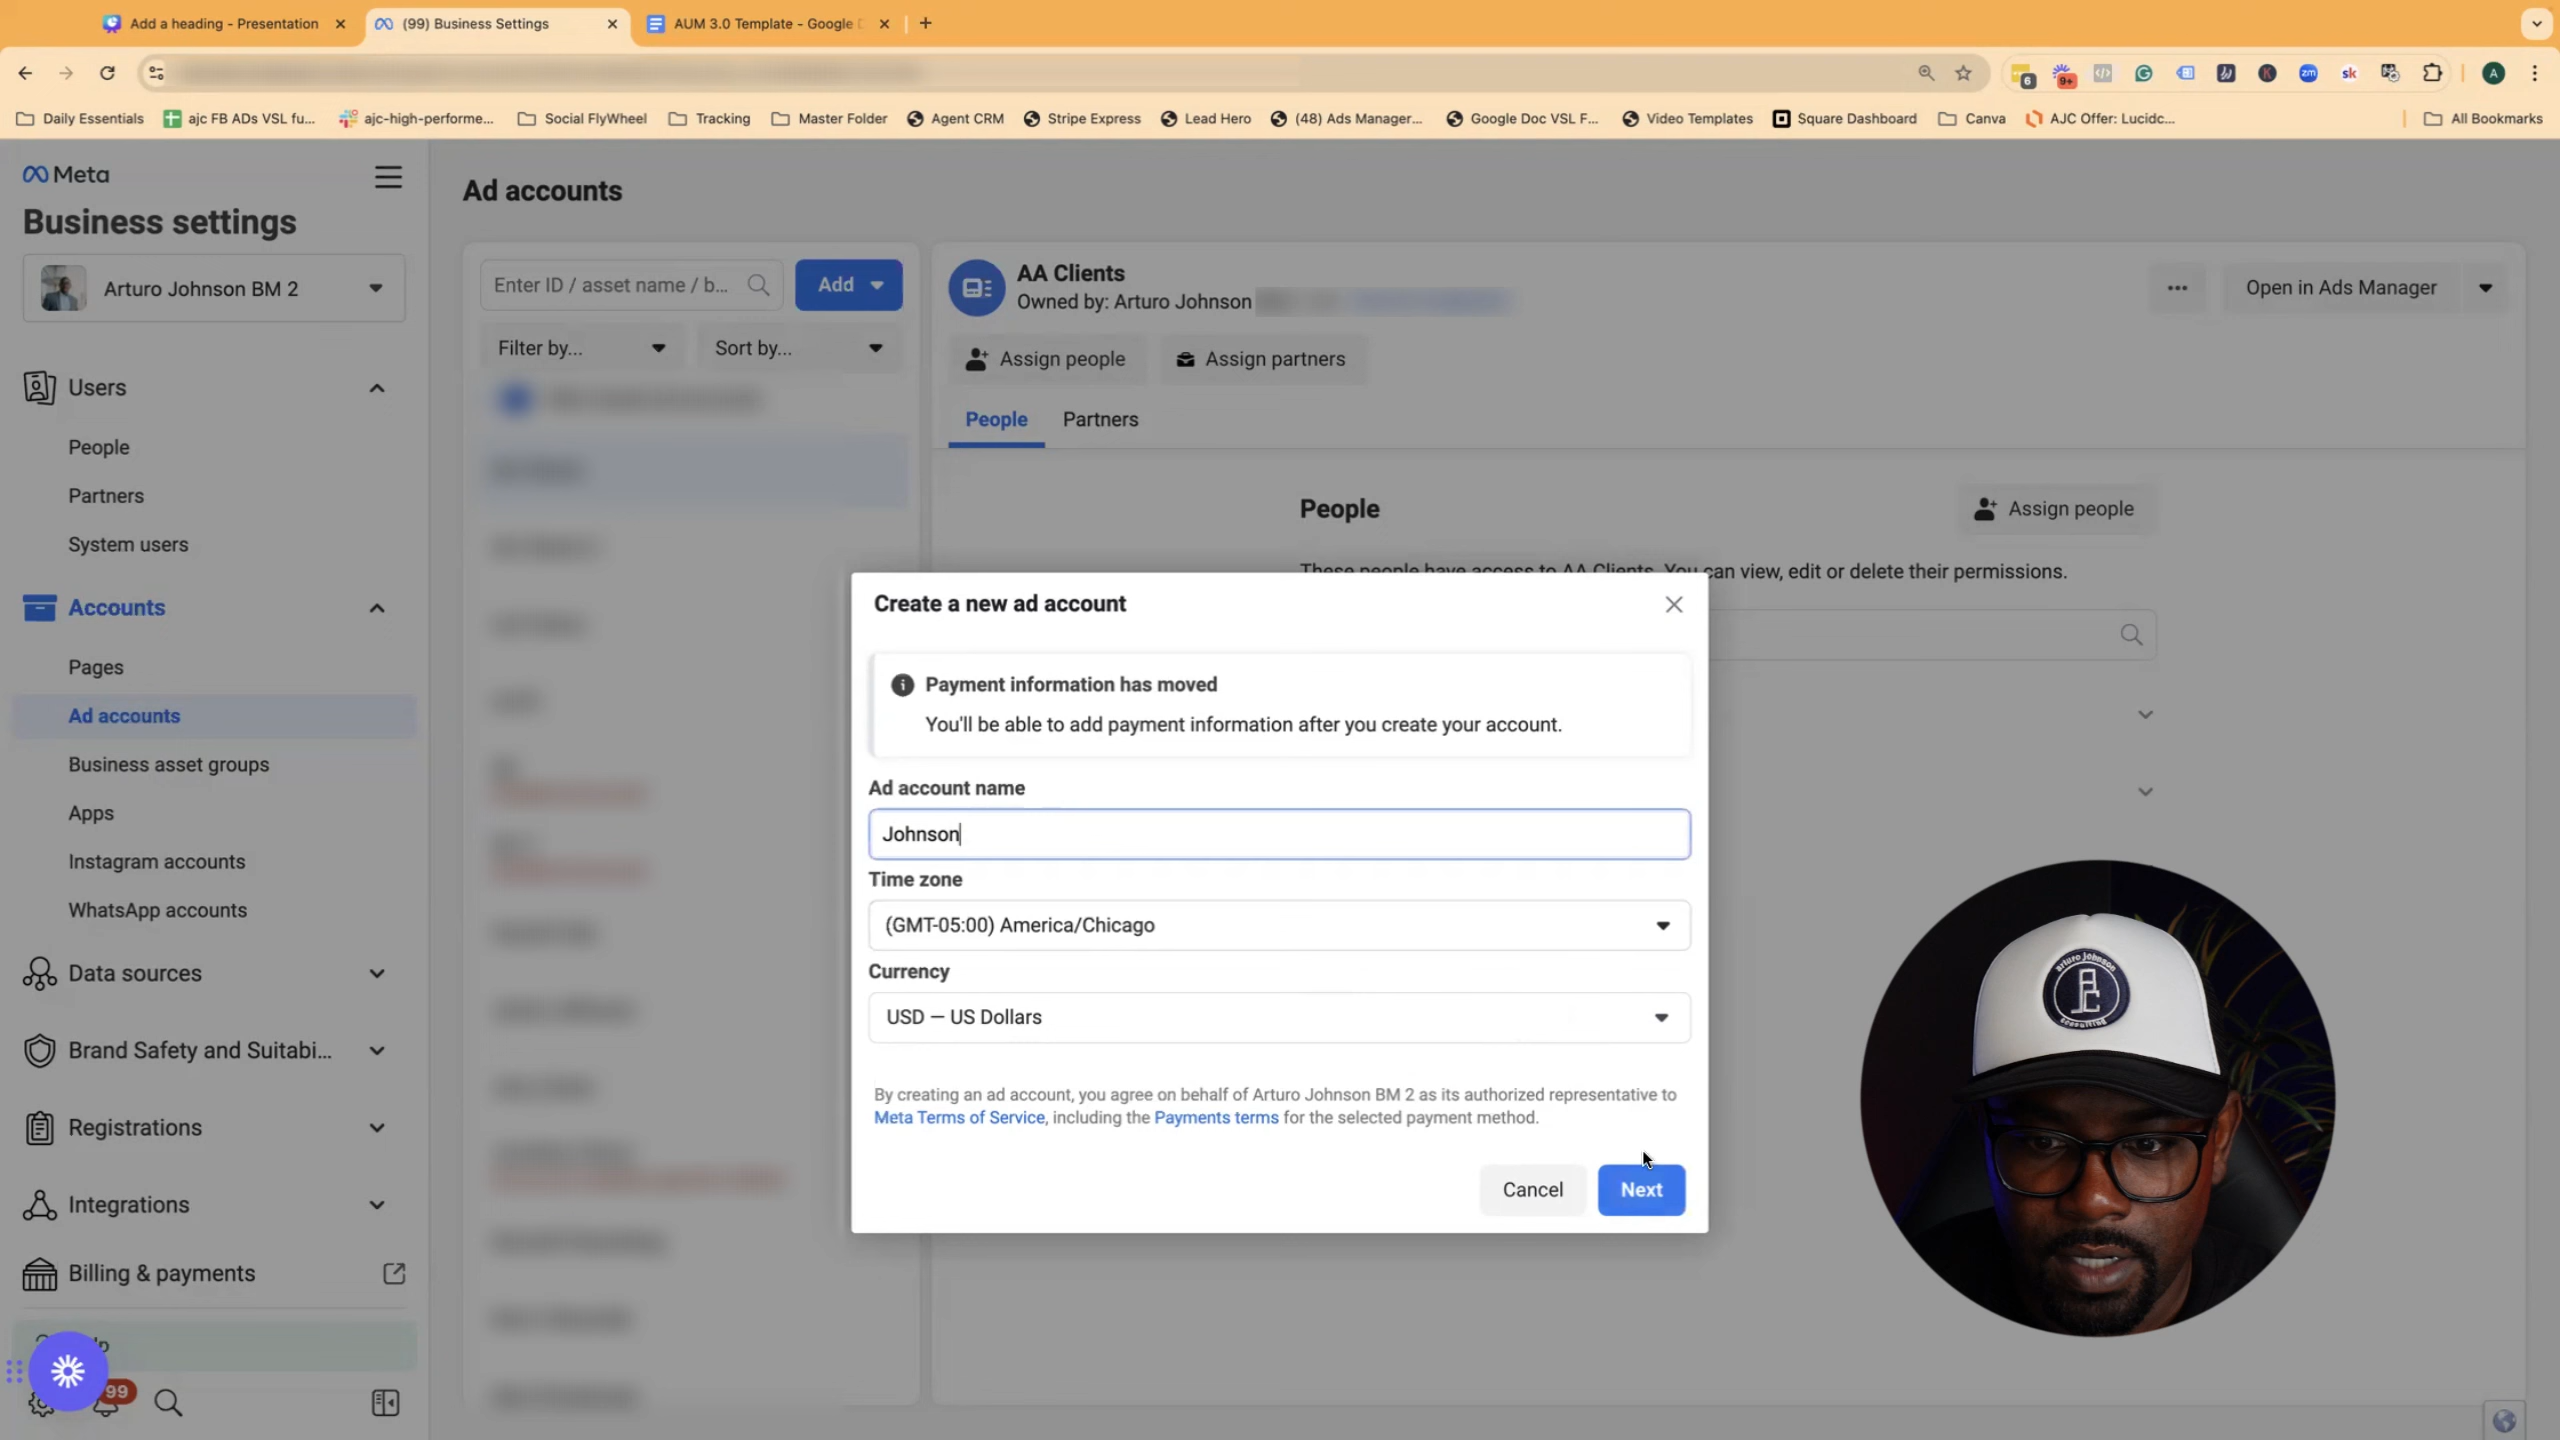 Add a heading - Presentation
(99) Business Settings
AUM 3.0 Template - Google D
6
9+
zm
sk
A
Daily Essentials
ajc FB ADs VSL fu...
ajc-high-performe...
Social FlyWheel
Tracking
Master Folder
Agent CRM
Stripe Express
Lead Hero
(48) Ads Manager...
Google Doc VSL F...
Video Templates
Square Dashboard
Canva
AJC Offer: Lucidc...
All Bookmarks
Meta
Business settings
Arturo Johnson BM 2
Users
People
Partners
System users
Accounts
Pages
Ad accounts
Business asset groups
Apps
Instagram accounts
WhatsApp accounts
Data sources
Brand Safety and Suitabi...
Registrations
Integrations
Billing & payments
99
Ad accounts
Enter ID / asset name / b...
Add
Filter by...
Sort by...
AA Clients
Owned by: Arturo Johnson
Open in Ads Manager
Assign people
Assign partners
People
Partners
People
Assign people
These people have access to AA Clients. You can view, edit or delete their permissions.
Create a new ad account
Payment information has moved
You'll be able to add payment information after you create your account.
Ad account name
Johnson
Time zone
(GMT-05:00) America/Chicago
Currency
USD — US Dollars
By creating an ad account, you agree on behalf of Arturo Johnson BM 2 as its authorized representative to
Meta Terms of Service, including the Payments terms for the selected payment method.
Cancel
Next
arturo johnson
consulting